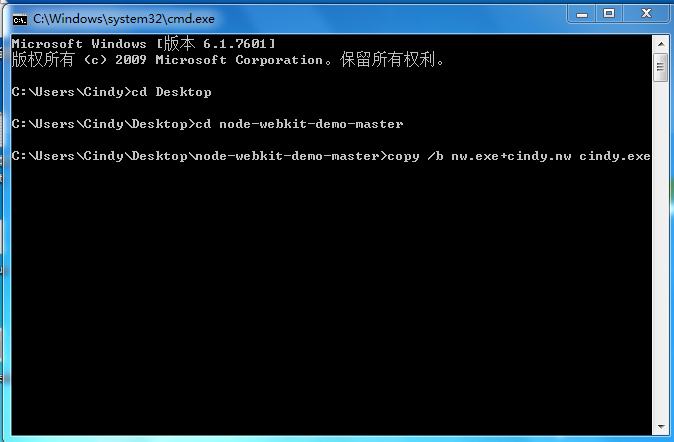 C:\Windows\system32\cmd.exe
Microsoft Windows [版本 6.1.7601]
版权所有 (c) 2009 Microsoft Corporation。保留所有权利。
C:\Users\Cindy>cd Desktop
C:\Users\Cindy\Desktop>cd node-webkit-demo-master
C:\Users\Cindy\Desktop\node-webkit-demo-master>copy /b nw.exe+cindy.nw cindy.exe